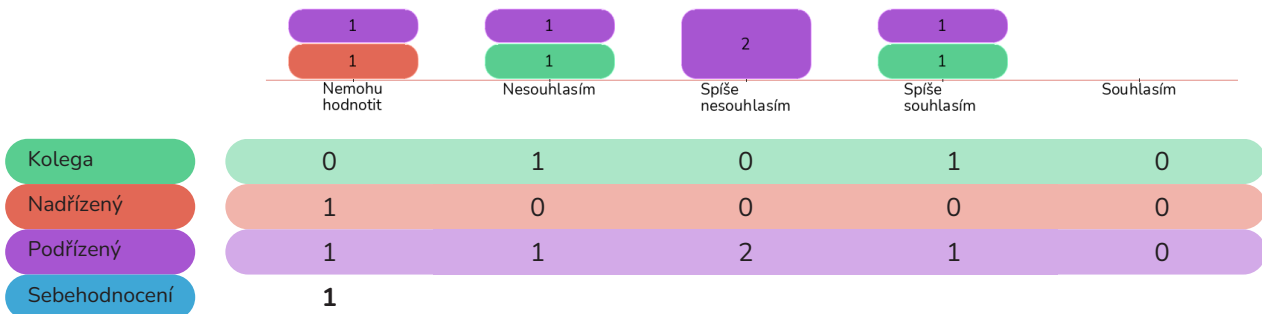 1 1 2 1
1 1 1
Nemohu hodnotit Nesouhlasím Spíše nesouhlasím Spíše souhlasím Souhlasím
Kolega 0 1 0 1 0
Nadřízený 1 0 0 0 0
Podřízený 1 1 2 1 0
Sebehodnocení 1